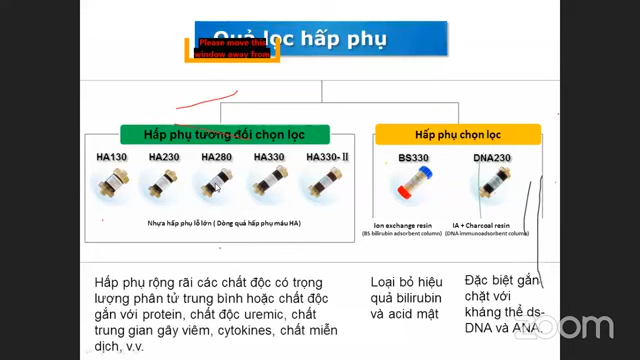 Quả lọc hấp phụ
Please move this
window away from
Hấp phụ tương đối chọn lọc
Hấp phụ chọn lọc
HA130 HA230 HA280 HA330 HA330-II
BS330 DNA230
Nhựa hấp phụ lỗ lớn ( Dòng quả hấp phụ máu HA)
Ion exchange resin
(BS bilirubin adsorbent column)
IA + Charcoal resin
(DNA immunoadsorbent column)
Hấp phụ rộng rãi các chất độc có trọng
lượng phân tử trung bình hoặc chất độc
gắn với protein, chất độc uremic, chất
trung gian gây viêm, cytokines, chất miễn
dịch, v.v.
Loại bỏ hiệu
quả bilirubin
và acid mật
Đặc biệt gắn
chặt với
kháng thể ds-
DNA và ANA.
zoom